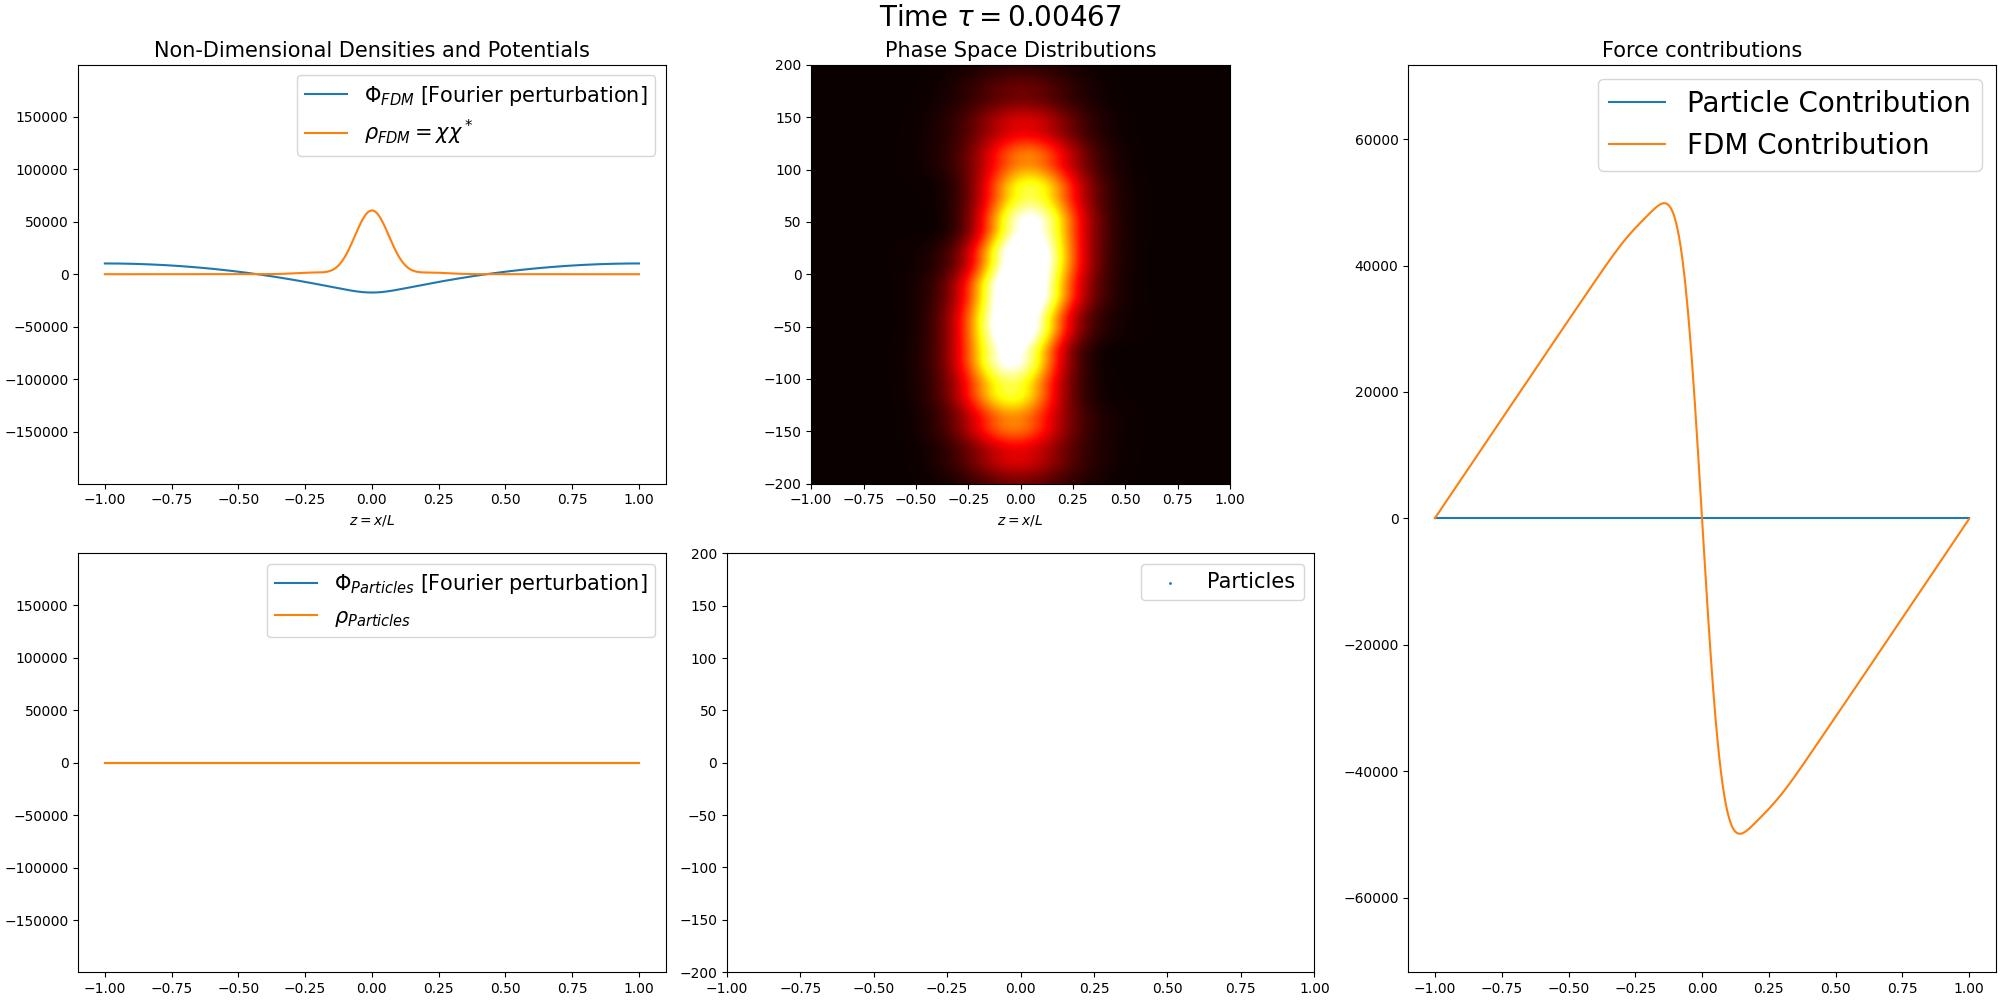 Time τ = 0.00467
Non-Dimensional Densities and Potentials
Φ_FDM [Fourier perturbation]
ρ_FDM = χχ*
150000
100000
50000
0
−50000
−100000
−150000
−1.00 −0.75 −0.50 −0.25 0.00 0.25 0.50 0.75 1.00
z = x/L
Phase Space Distributions
200
150
100
50
0
−50
−100
−150
−200
−1.00 −0.75 −0.50 −0.25 0.00 0.25 0.50 0.75 1.00
z = x/L
Force contributions
Particle Contribution
FDM Contribution
60000
40000
20000
0
−20000
−40000
−60000
−1.00 −0.75 −0.50 −0.25 0.00 0.25 0.50 0.75 1.00
Φ_Particles [Fourier perturbation]
ρ_Particles
150000
100000
50000
0
−50000
−100000
−150000
−1.00 −0.75 −0.50 −0.25 0.00 0.25 0.50 0.75 1.00
Particles
200
150
100
50
0
−50
−100
−150
−200
−1.00 −0.75 −0.50 −0.25 0.00 0.25 0.50 0.75 1.00